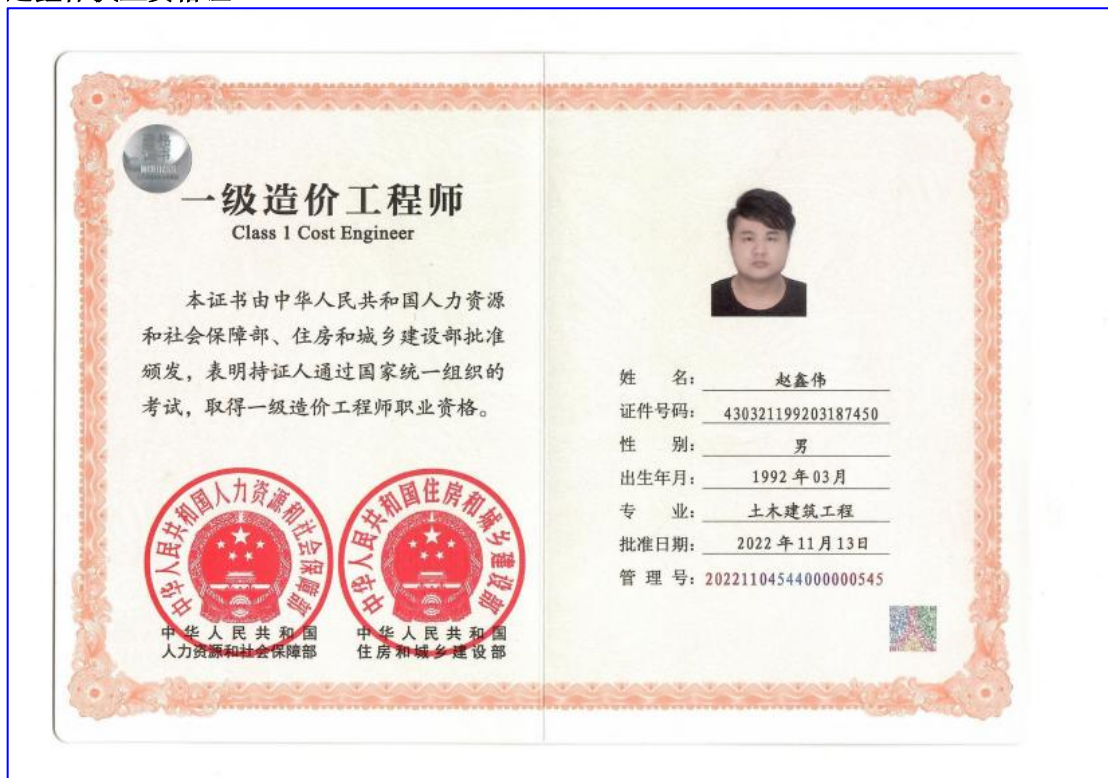 一级造价工程师
Class 1 Cost Engineer
本证书由中华人民共和国人力资源
和社会保障部、住房和城乡建设部批准
颁发，表明持证人通过国家统一组织的
考试，取得一级造价工程师职业资格。
中华人民共和国人力资源和社会保障部
中华人民共和国住房和城乡建设部
中华人民共和国
人力资源和社会保障部
中华人民共和国
住房和城乡建设部
姓 名： 赵鑫伟
证件号码： 430321199203187450
性 别： 男
出生年月： 1992年03月
专 业： 土木建筑工程
批准日期： 2022年11月13日
管 理 号： 20221104544000000545